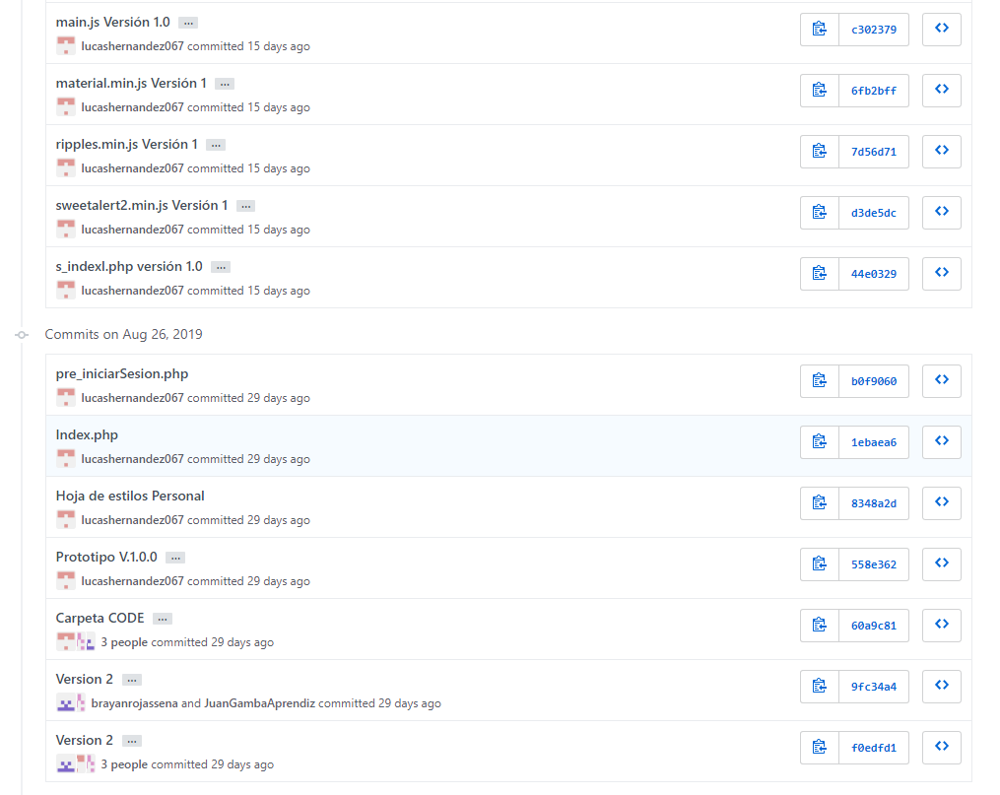 main.js Versión 1.0 …
lucashernandez067 committed 15 days ago
c302379
material.min.js Versión 1 …
lucashernandez067 committed 15 days ago
6fb2bff
ripples.min.js Versión 1 …
lucashernandez067 committed 15 days ago
7d56d71
sweetalert2.min.js Versión 1 …
lucashernandez067 committed 15 days ago
d3de5dc
s_indexI.php versión 1.0 …
lucashernandez067 committed 15 days ago
44e0329
Commits on Aug 26, 2019
pre_iniciarSesion.php
lucashernandez067 committed 29 days ago
b0f9060
Index.php
lucashernandez067 committed 29 days ago
1ebaea6
Hoja de estilos Personal
lucashernandez067 committed 29 days ago
8348a2d
Prototipo V.1.0.0 …
lucashernandez067 committed 29 days ago
558e362
Carpeta CODE …
3 people committed 29 days ago
60a9c81
Version 2 …
brayanrojassena and JuanGambaAprendiz committed 29 days ago
9fc34a4
Version 2 …
3 people committed 29 days ago
f0edfd1